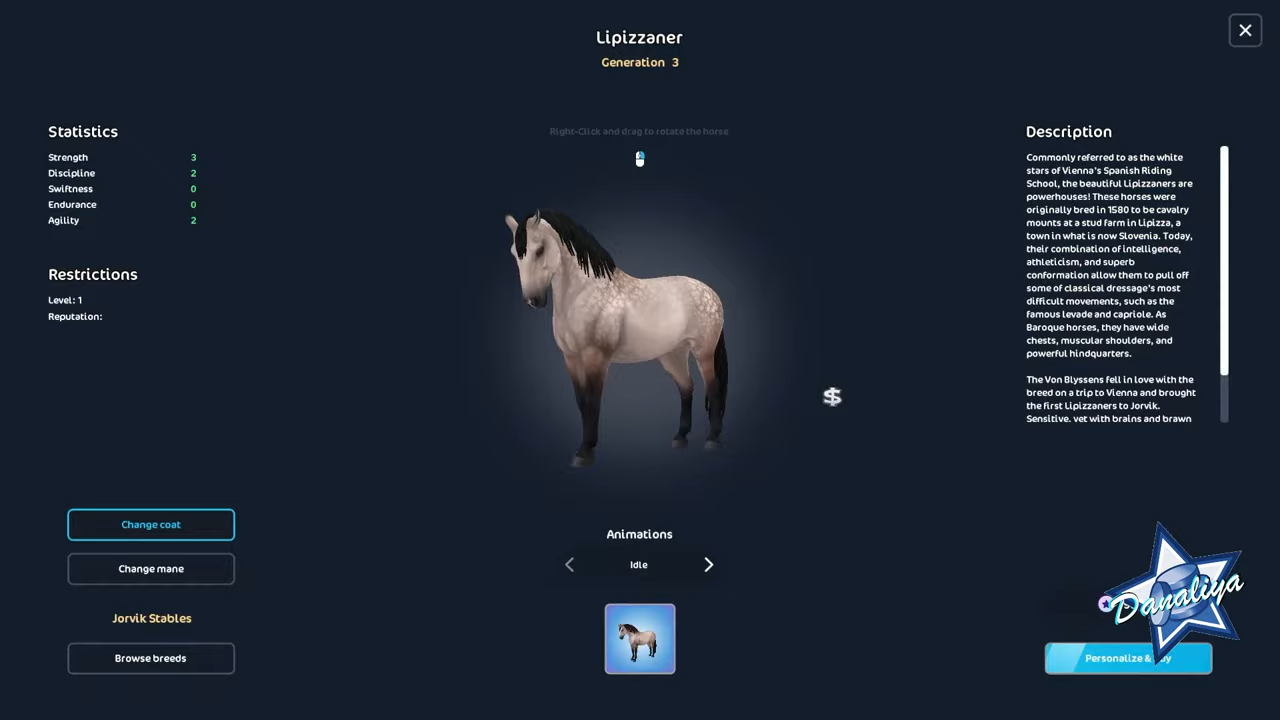 Lipizzaner
Generation 3
Statistics
Strength 3
Discipline 2
Swiftness 0
Endurance 0
Agility 2
Restrictions
Level: 1
Reputation:
Right-Click and drag to rotate the horse
Description
Commonly referred to as the white
stars of Vienna's Spanish Riding
School, the beautiful Lipizzaners are
powerhouses! These horses were
originally bred in 1580 to be cavalry
mounts at a stud farm in Lipizza, a
town in what is now Slovenia. Today,
their combination of intelligence,
athleticism, and superb
conformation allow them to pull off
some of classical dressage's most
difficult movements, such as the
famous levade and capriole. As
Baroque horses, they have wide
chests, muscular shoulders, and
powerful hindquarters.
The Von Blyssens fell in love with the
breed on a trip to Vienna and brought
the first Lipizzaners to Jorvik.
Sensitive, yet with brains and brawn
$
Change coat
Change mane
Jorvik Stables
Browse breeds
Animations
Idle
Danaliya
Personalize &